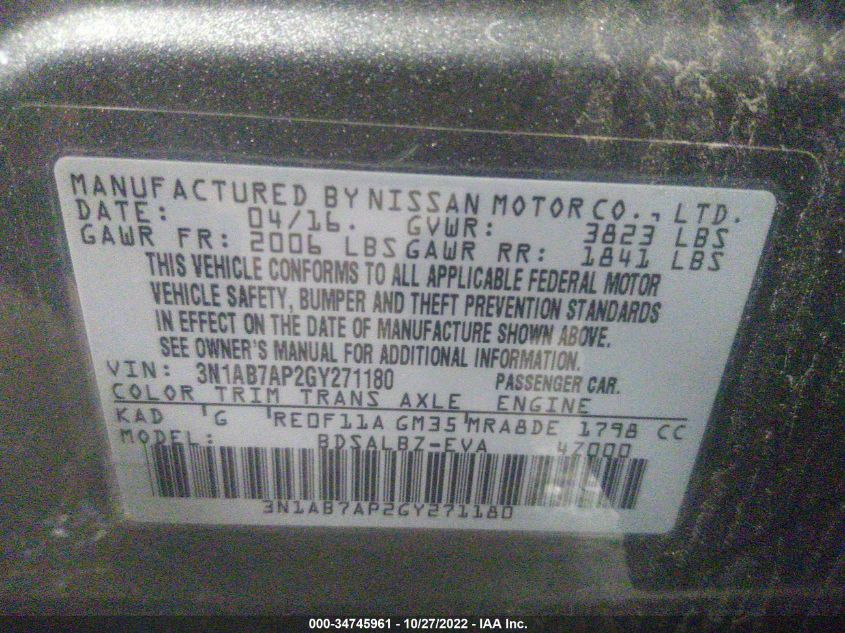 MANUFACTURED BY NISSAN MOTOR CO., LTD.
DATE: 04/16. GVWR: 3823 LBS
GAWR FR: 2006 LBS GAWR RR: 1841 LBS
THIS VEHICLE CONFORMS TO ALL APPLICABLE FEDERAL MOTOR
VEHICLE SAFETY, BUMPER AND THEFT PREVENTION STANDARDS
IN EFFECT ON THE DATE OF MANUFACTURE SHOWN ABOVE.
SEE OWNER'S MANUAL FOR ADDITIONAL INFORMATION.
VIN: 3N1AB7AP2GY271180 PASSENGER CAR.
COLOR TRIM TRANS AXLE ENGINE
KAD G RE0F11A GM35 MRA8DE 1798 CC
MODEL: BDSALBZ-EVA 47000
3N1AB7AP2GY271180
000-34745961 - 10/27/2022 - IAA Inc.